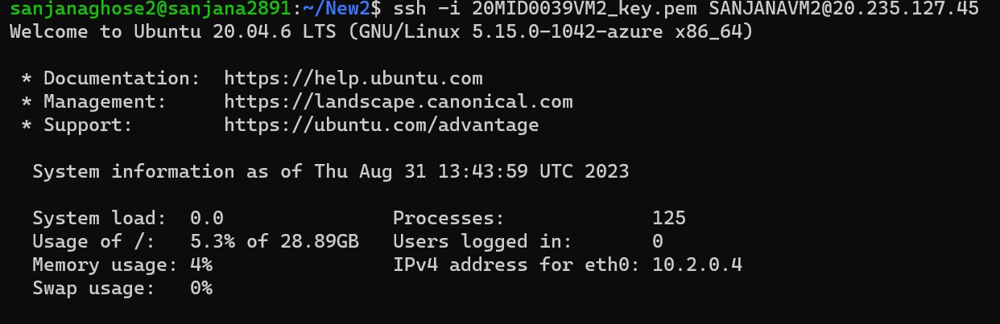 sanjanaghose2@sanjana2891:~/New2$ ssh -i 20MID0039VM2_key.pem SANJANAVM2@20.235.127.45
Welcome to Ubuntu 20.04.6 LTS (GNU/Linux 5.15.0-1042-azure x86_64)
* Documentation:  https://help.ubuntu.com
* Management:     https://landscape.canonical.com
* Support:        https://ubuntu.com/advantage
System information as of Thu Aug 31 13:43:59 UTC 2023
System load:  0.0               Processes:             125
Usage of /:   5.3% of 28.89GB   Users logged in:       0
Memory usage: 4%                IPv4 address for eth0: 10.2.0.4
Swap usage:   0%